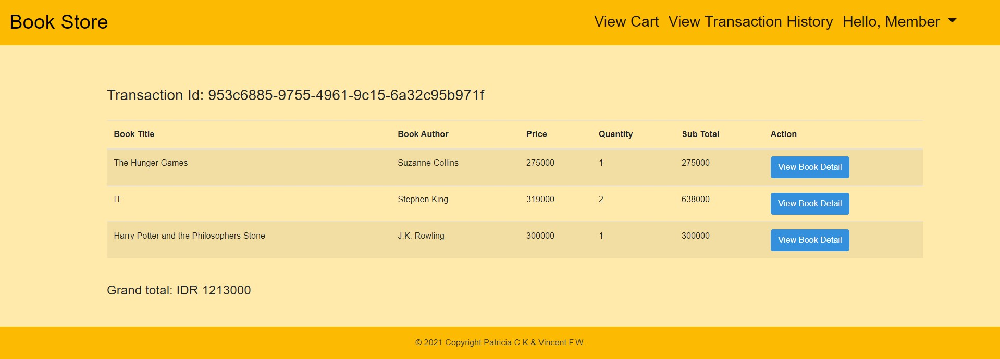 Book Store View Cart View Transaction History Hello, Member
Transaction Id: 953c6885-9755-4961-9c15-6a32c95b971f
Book Title Book Author Price Quantity Sub Total Action
The Hunger Games Suzanne Collins 275000 1 275000 View Book Detail
IT Stephen King 319000 2 638000 View Book Detail
Harry Potter and the Philosophers Stone J.K. Rowling 300000 1 300000 View Book Detail
Grand total: IDR 1213000
© 2021 Copyright:Patricia C.K.& Vincent F.W.